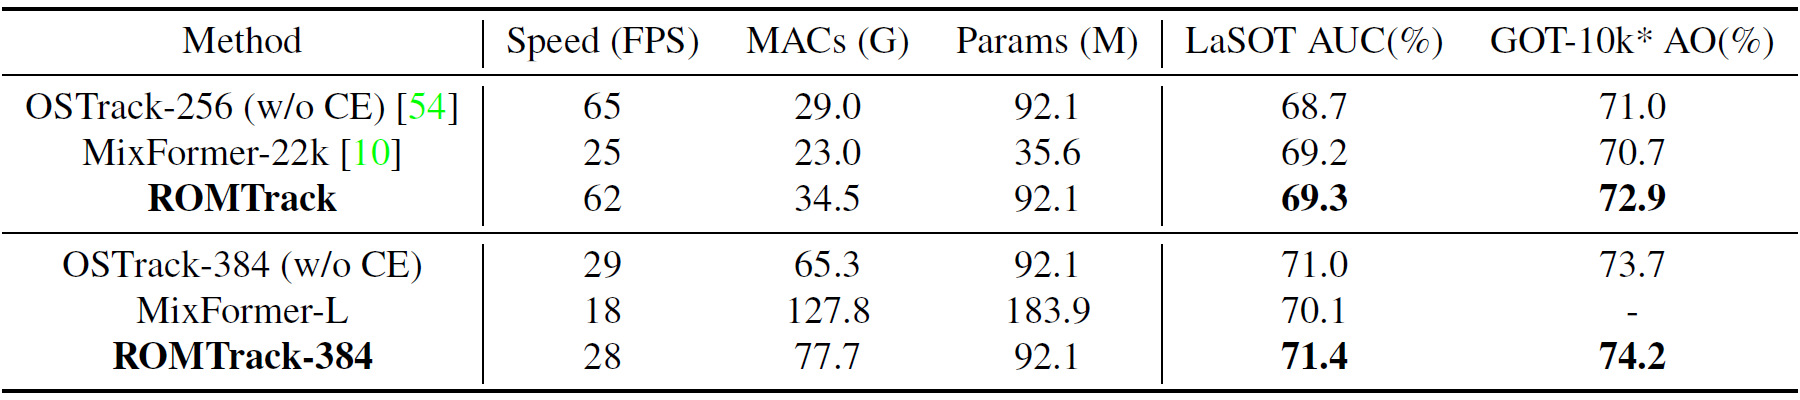 Method Speed (FPS) MACs (G) Params (M) LaSOT AUC(%) GOT-10k* AO(%)
OSTrack-256 (w/o CE) [54] 65 29.0 92.1 68.7 71.0
MixFormer-22k [10] 25 23.0 35.6 69.2 70.7
ROMTrack 62 34.5 92.1 69.3 72.9
OSTrack-384 (w/o CE) 29 65.3 92.1 71.0 73.7
MixFormer-L 18 127.8 183.9 70.1 -
ROMTrack-384 28 77.7 92.1 71.4 74.2